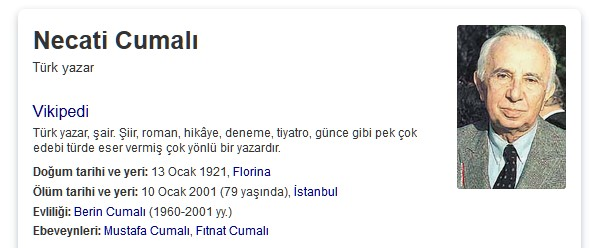 Necati Cumalı
Türk yazar
Vikipedi
Türk yazar, şair. Şiir, roman, hikâye, deneme, tiyatro, günce gibi pek çok
edebi türde eser vermiş çok yönlü bir yazardır.
Doğum tarihi ve yeri: 13 Ocak 1921, Florina
Ölüm tarihi ve yeri: 10 Ocak 2001 (79 yaşında), İstanbul
Evliliği: Berin Cumalı (1960-2001 yy.)
Ebeveynleri: Mustafa Cumalı, Fıtnat Cumalı